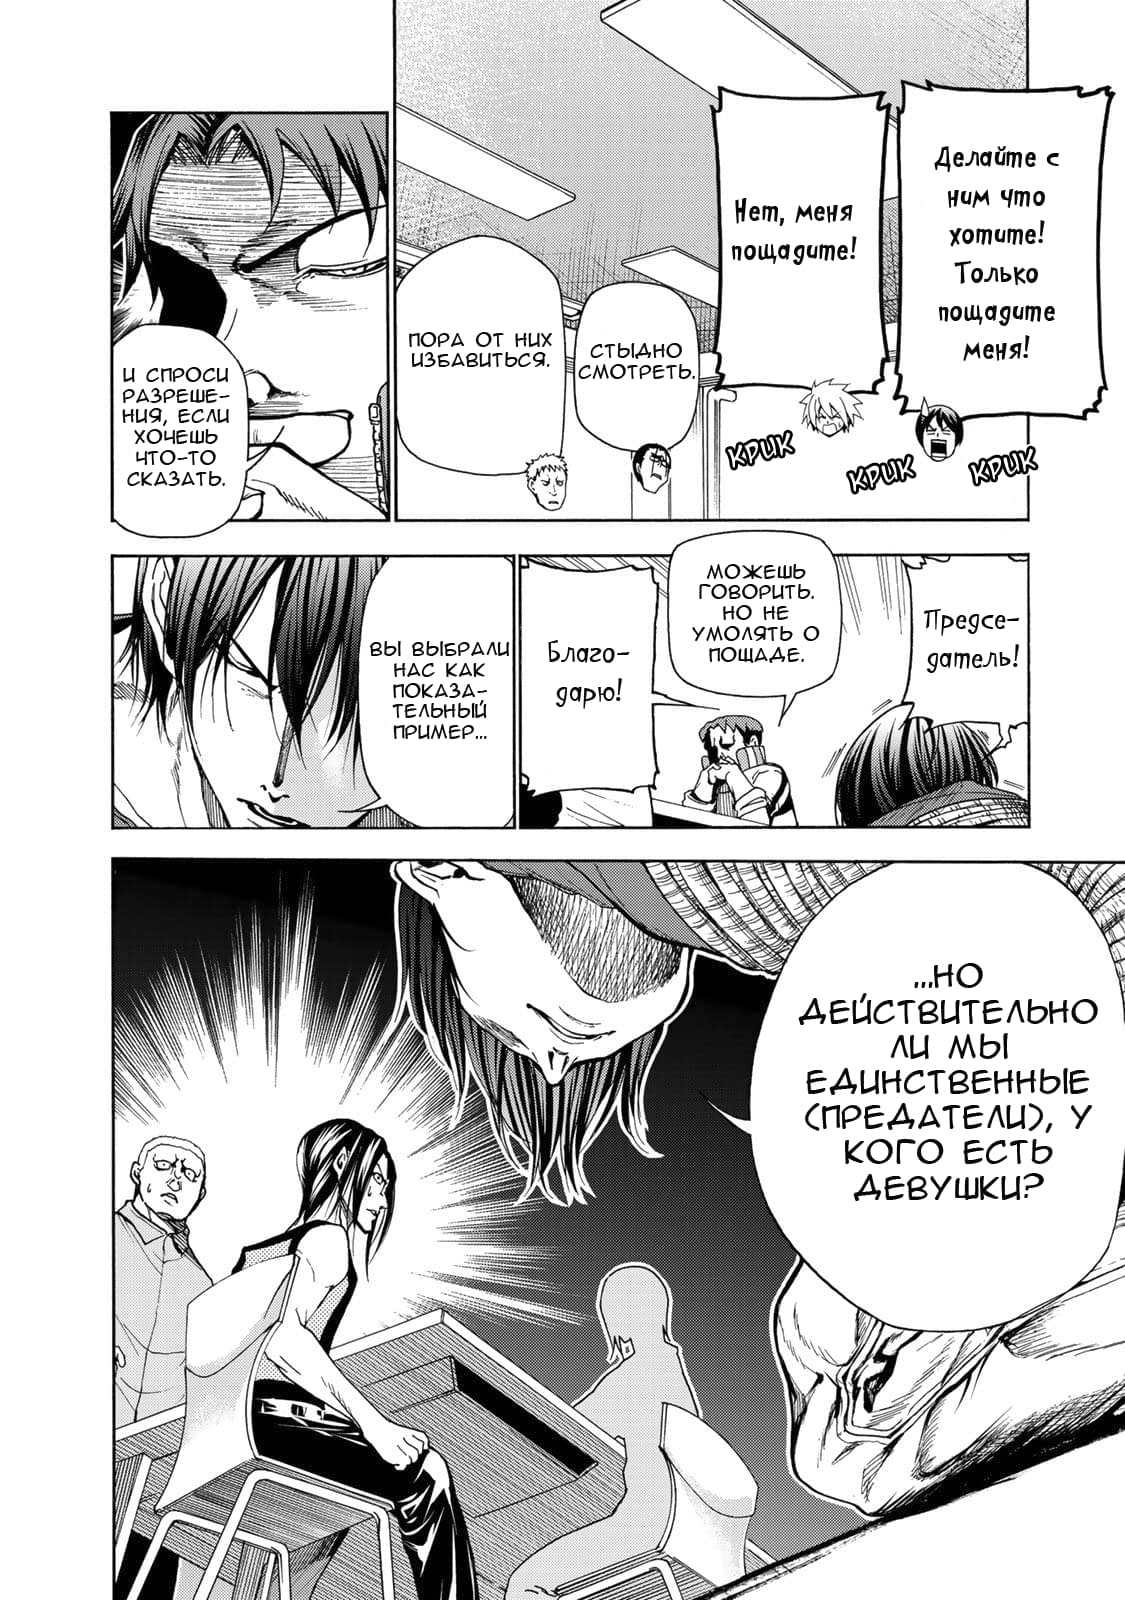 Делайте с
ним что
хотите!
Только
пощадите
меня!
Нет, меня
пощадите!
КРИК
КРИК
КРИК
СТЫДНО
СМОТРЕТЬ.
ПОРА ОТ НИХ
ИЗБАВИТЬСЯ.
И СПРОСИ
РАЗРЕШЕ-
НИЯ, ЕСЛИ
ХОЧЕШЬ
ЧТО-ТО
СКАЗАТЬ.
Предсе-
датель!
МОЖЕШЬ
ГОВОРИТЬ.
НО НЕ
УМОЛЯТЬ О
ПОЩАДЕ.
Благо-
дарю!
ВЫ ВЫБРАЛИ
НАС КАК
ПОКАЗА-
ТЕЛЬНЫЙ
ПРИМЕР...
...НО
ДЕЙСТВИТЕЛЬНО
ЛИ МЫ
ЕДИНСТВЕННЫЕ
(ПРЕДАТЕЛИ), У
КОГО ЕСТЬ
ДЕВУШКИ?